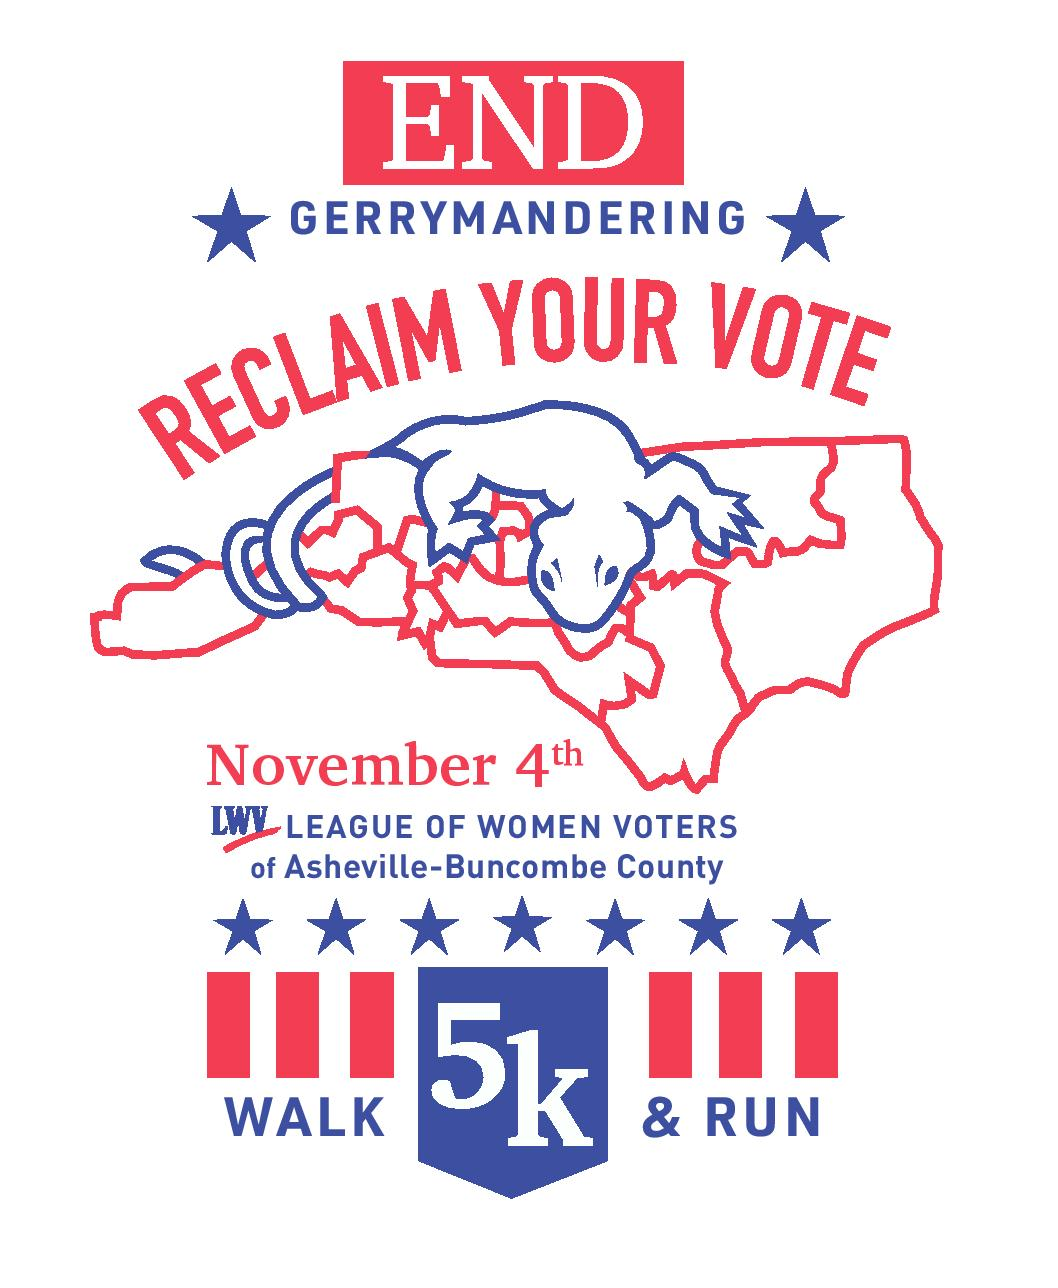 END
GERRYMANDERING
RECLAIM YOUR VOTE
November 4th
LWV LEAGUE OF WOMEN VOTERS
of Asheville-Buncombe County
5k
WALK & RUN